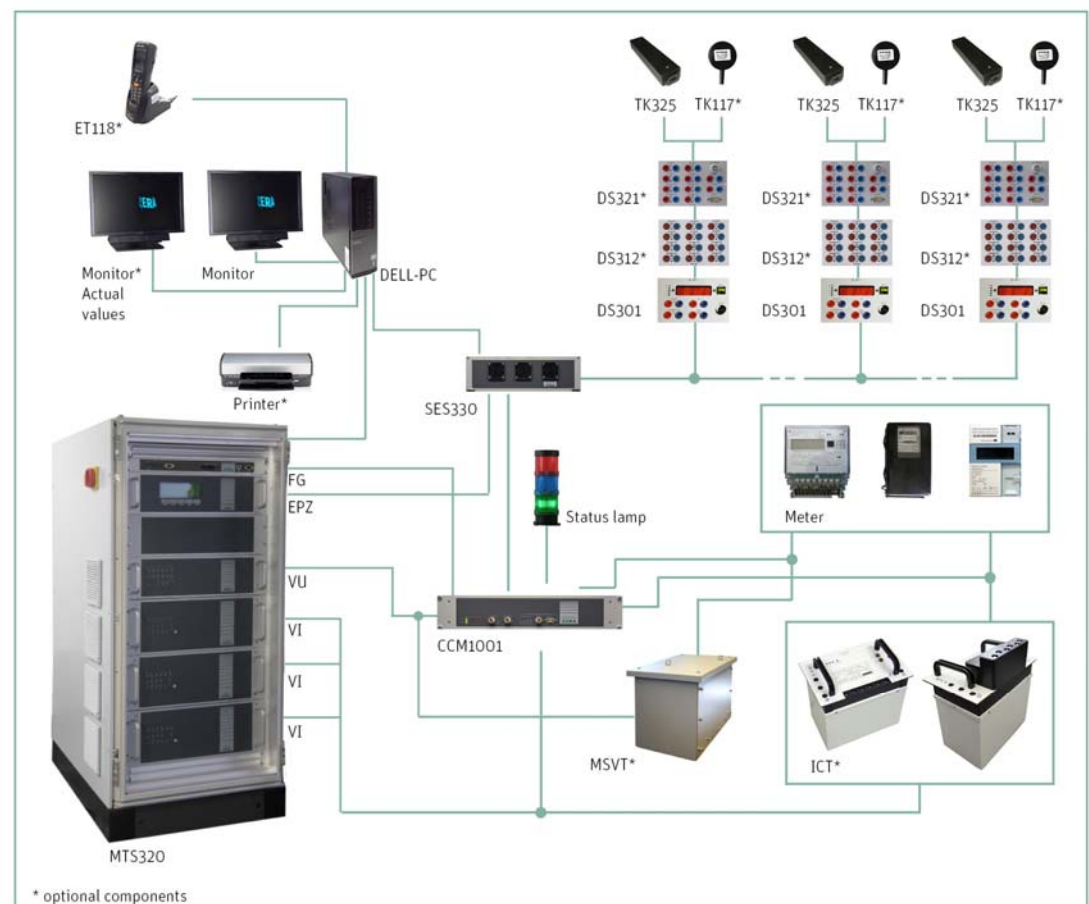 ET118*
TK325
TK117*
TK325
TK117*
TK325
TK117*
DS321*
DS321*
DS321*
DS312*
DS312*
DS312*
DS301
DS301
DS301
Monitor*
Actual
values
Monitor
DELL-PC
Printer*
SES330
FG
EPZ
Status lamp
Meter
VU
CCM1001
VI
VI
VI
MSVT*
ICT*
MTS320
* optional components